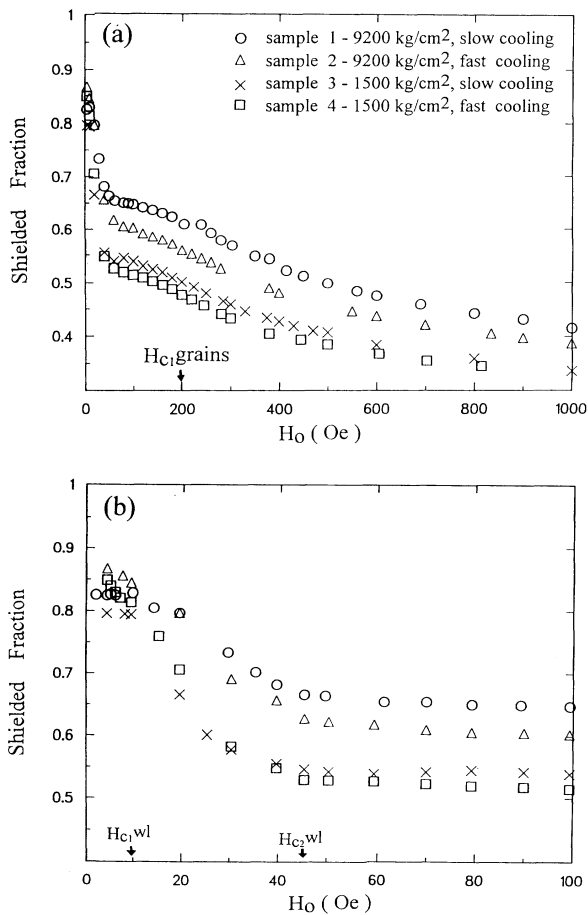 (a)
sample 1 - 9200 kg/cm2, slow cooling
sample 2 - 9200 kg/cm2, fast cooling
sample 3 - 1500 kg/cm2, slow cooling
sample 4 - 1500 kg/cm2, fast cooling
1
0.9
0.8
0.7
0.6
0.5
0.4
Shielded Fraction
Hc1grains
0 200 400 600 800 1000
Ho ( Oe )
(b)
1
0.9
0.8
0.7
0.6
0.5
Shielded Fraction
Hc1wl
Hc2wl
0 20 40 60 80 100
Ho ( Oe )